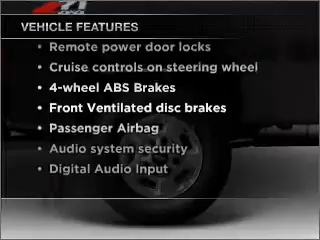 VEHICLE FEATURES
• Remote power door locks
• Cruise controls on steering wheel
• 4-wheel ABS Brakes
• Front Ventilated disc brakes
• Passenger Airbag
• Audio system security
• Digital Audio Input